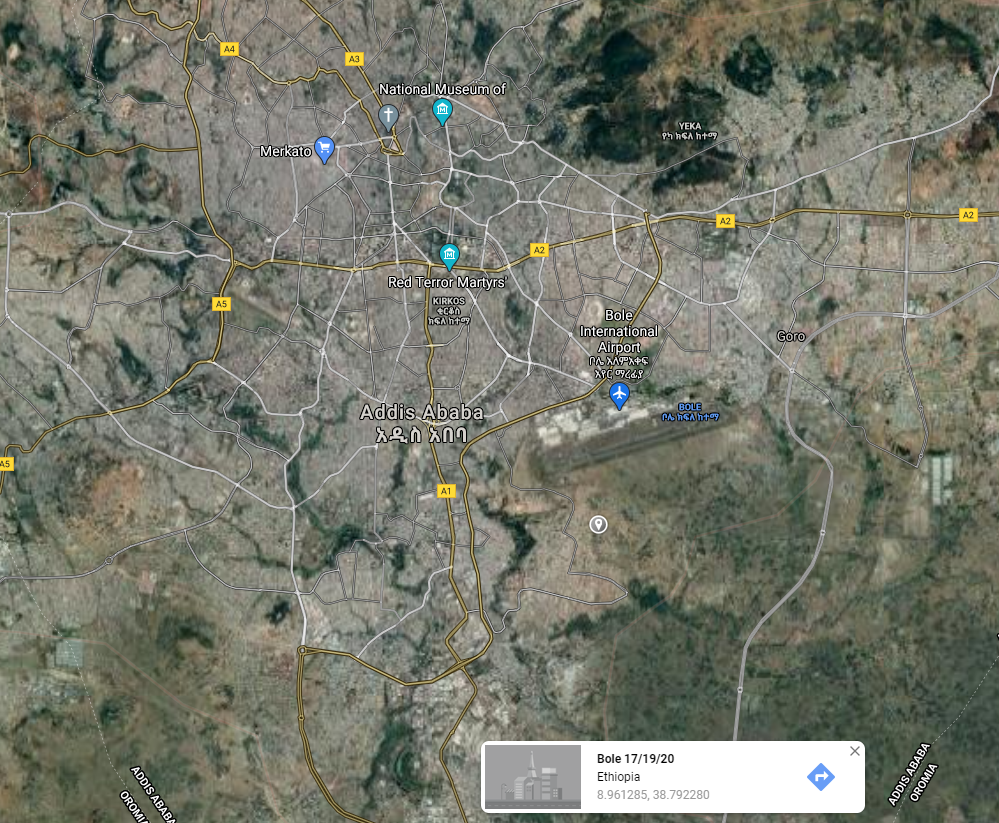 A4
A3
National Museum of
YEKA
የካ ክፍለ ከተማ
Merkato
A2
A2
A2
Red Terror Martyrs'
KIRKOS
ቂርቆስ
ክፍለ ከተማ
A5
Bole
International
Airport
ቦሌ አለምአቀፍ
አየር ማረፊያ
Goro
BOLE
ቦሌ ክፍለ ከተማ
Addis Ababa
አዲስ አበባ
A5
A1
ADDIS ABABA
OROMIA
ADDIS ABABA
OROMIA
Bole 17/19/20
Ethiopia
8.961285, 38.792280